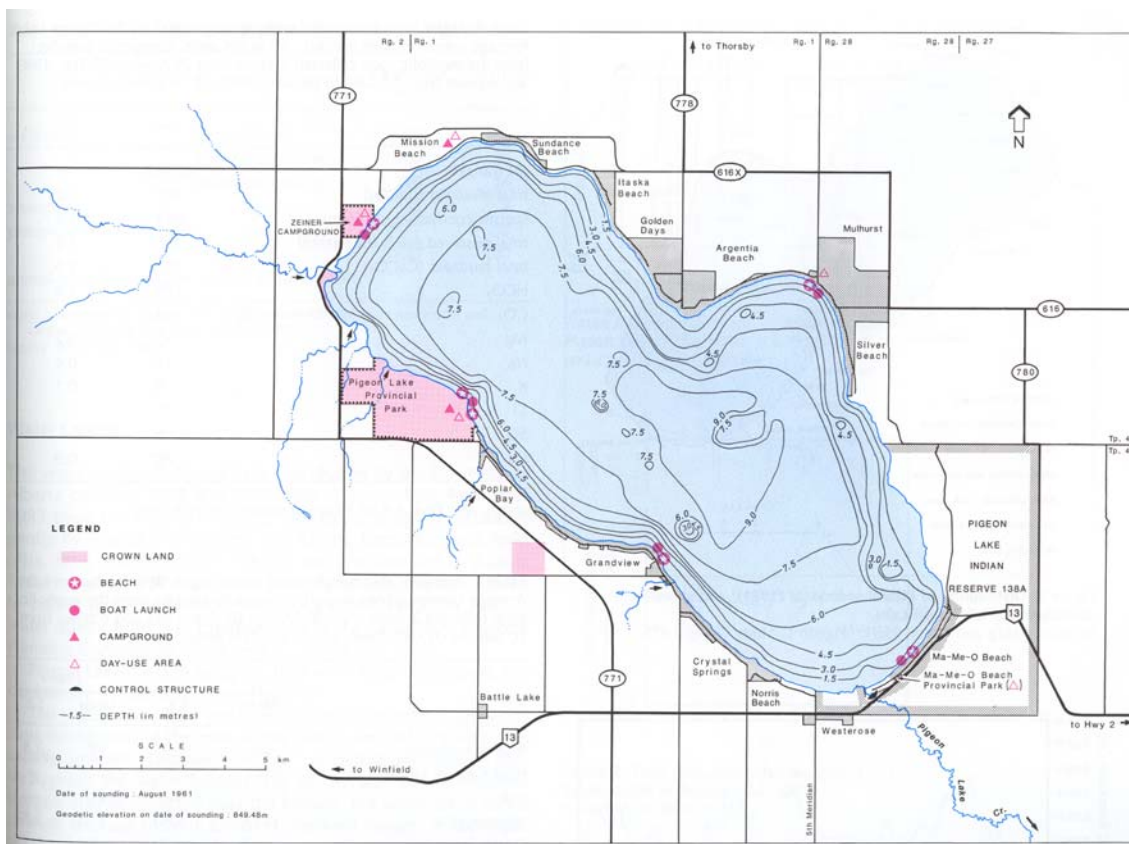 Rg. 2 Rg. 1
to Thorsby
Rg. 1 Rg. 28
Rg. 28 Rg. 27
771
778
N
Mission
Beach
Sundance
Beach
616X
Itaska
Beach
ZEINER
CAMPGROUND
Golden
Days
Argentia
Beach
Mulhurst
616
Silver
Beach
780
Pigeon Lake
Provincial
Park
Tp. 4
Tp. 4
Poplar
Bay
Grandview
PIGEON
LAKE
INDIAN
RESERVE 138A
13
Crystal
Springs
Ma-Me-O Beach
Ma-Me-O Beach
Provincial Park ( )
Norris
Beach
Battle Lake
771
Westerose
to Hwy 2
13
to Winfield
Pigeon
Lake
Cr.
5th Meridian
6.0
7.5
7.5
1.5
3.0
4.5
6.0
7.5
4.5
4.5
7.5
7.5
7.5
7.5
7.5
9.0
7.5
4.5
6.0
4.5
3.0
1.5
6.0
9.0
7.5
3.0
1.5
6.0
4.5
3.0
1.5
LEGEND
CROWN LAND
BEACH
BOAT LAUNCH
CAMPGROUND
DAY-USE AREA
CONTROL STRUCTURE
—1.5— DEPTH (in metres)
SCALE
0 1 2 3 4 5 km
Date of sounding : August 1961
Geodetic elevation on date of sounding : 849.48m